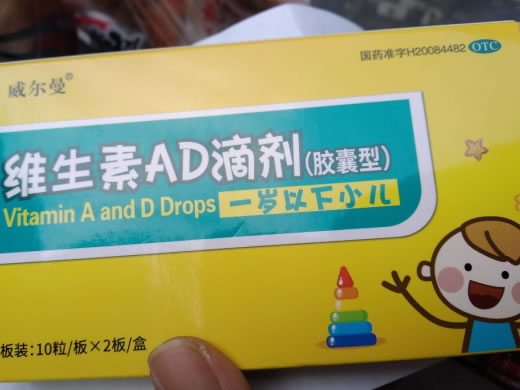 国药准字H20084482 OTC
威尔曼®
维生素AD滴剂(胶囊型)
Vitamin A and D Drops 一岁以下小儿
板装:10粒/板×2板/盒